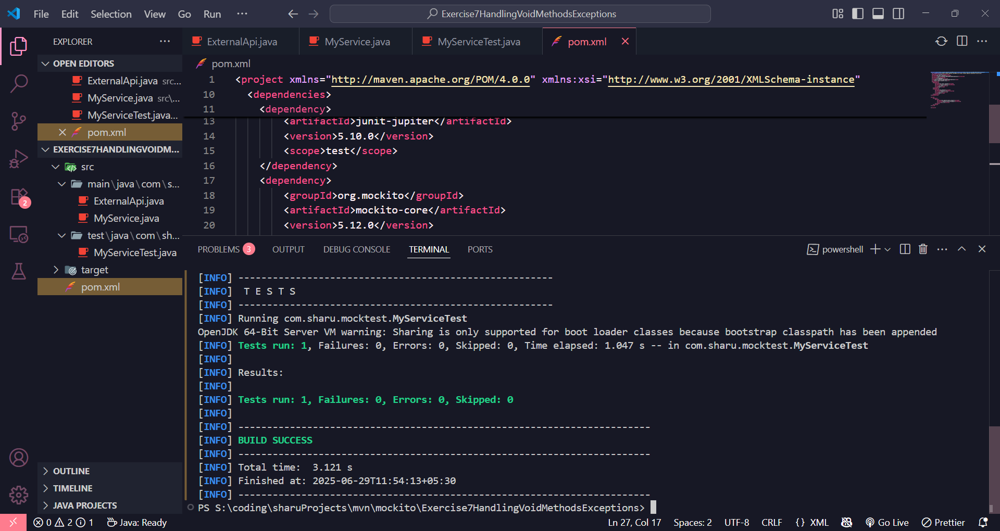 File Edit Selection View Go Run ···
Exercise7HandlingVoidMethodsExceptions
EXPLORER
OPEN EDITORS
ExternalApi.java src...
MyService.java src\...
MyServiceTest.java...
pom.xml
EXERCISE7HANDLINGVOIDM...
src
main\java\com\s...
ExternalApi.java
MyService.java
test\java\com\sh...
MyServiceTest.java
target
pom.xml
OUTLINE
TIMELINE
JAVA PROJECTS
2
ExternalApi.java MyService.java MyServiceTest.java pom.xml
pom.xml
1 <project xmlns="http://maven.apache.org/POM/4.0.0" xmlns:xsi="http://www.w3.org/2001/XMLSchema-instance"
10 <dependencies>
11 <dependency>
13 <artifactId>junit-jupiter</artifactId>
14 <version>5.10.0</version>
15 <scope>test</scope>
16 </dependency>
17 <dependency>
18 <groupId>org.mockito</groupId>
19 <artifactId>mockito-core</artifactId>
20 <version>5.12.0</version>
PROBLEMS 3 OUTPUT DEBUG CONSOLE TERMINAL PORTS powershell
[INFO] -------------------------------------------------------
[INFO]  T E S T S
[INFO] -------------------------------------------------------
[INFO] Running com.sharu.mocktest.MyServiceTest
OpenJDK 64-Bit Server VM warning: Sharing is only supported for boot loader classes because bootstrap classpath has been appended
[INFO] Tests run: 1, Failures: 0, Errors: 0, Skipped: 0, Time elapsed: 1.047 s -- in com.sharu.mocktest.MyServiceTest
[INFO]
[INFO] Results:
[INFO]
[INFO] Tests run: 1, Failures: 0, Errors: 0, Skipped: 0
[INFO]
[INFO] ------------------------------------------------------------------------
[INFO] BUILD SUCCESS
[INFO] ------------------------------------------------------------------------
[INFO] Total time:  3.121 s
[INFO] Finished at: 2025-06-29T11:54:13+05:30
[INFO] ------------------------------------------------------------------------
PS S:\coding\sharuProjects\mvn\mockito\Exercise7HandlingVoidMethodsExceptions>
0 2 1 Java: Ready Ln 27, Col 17 Spaces: 2 UTF-8 CRLF {} XML Go Live Prettier